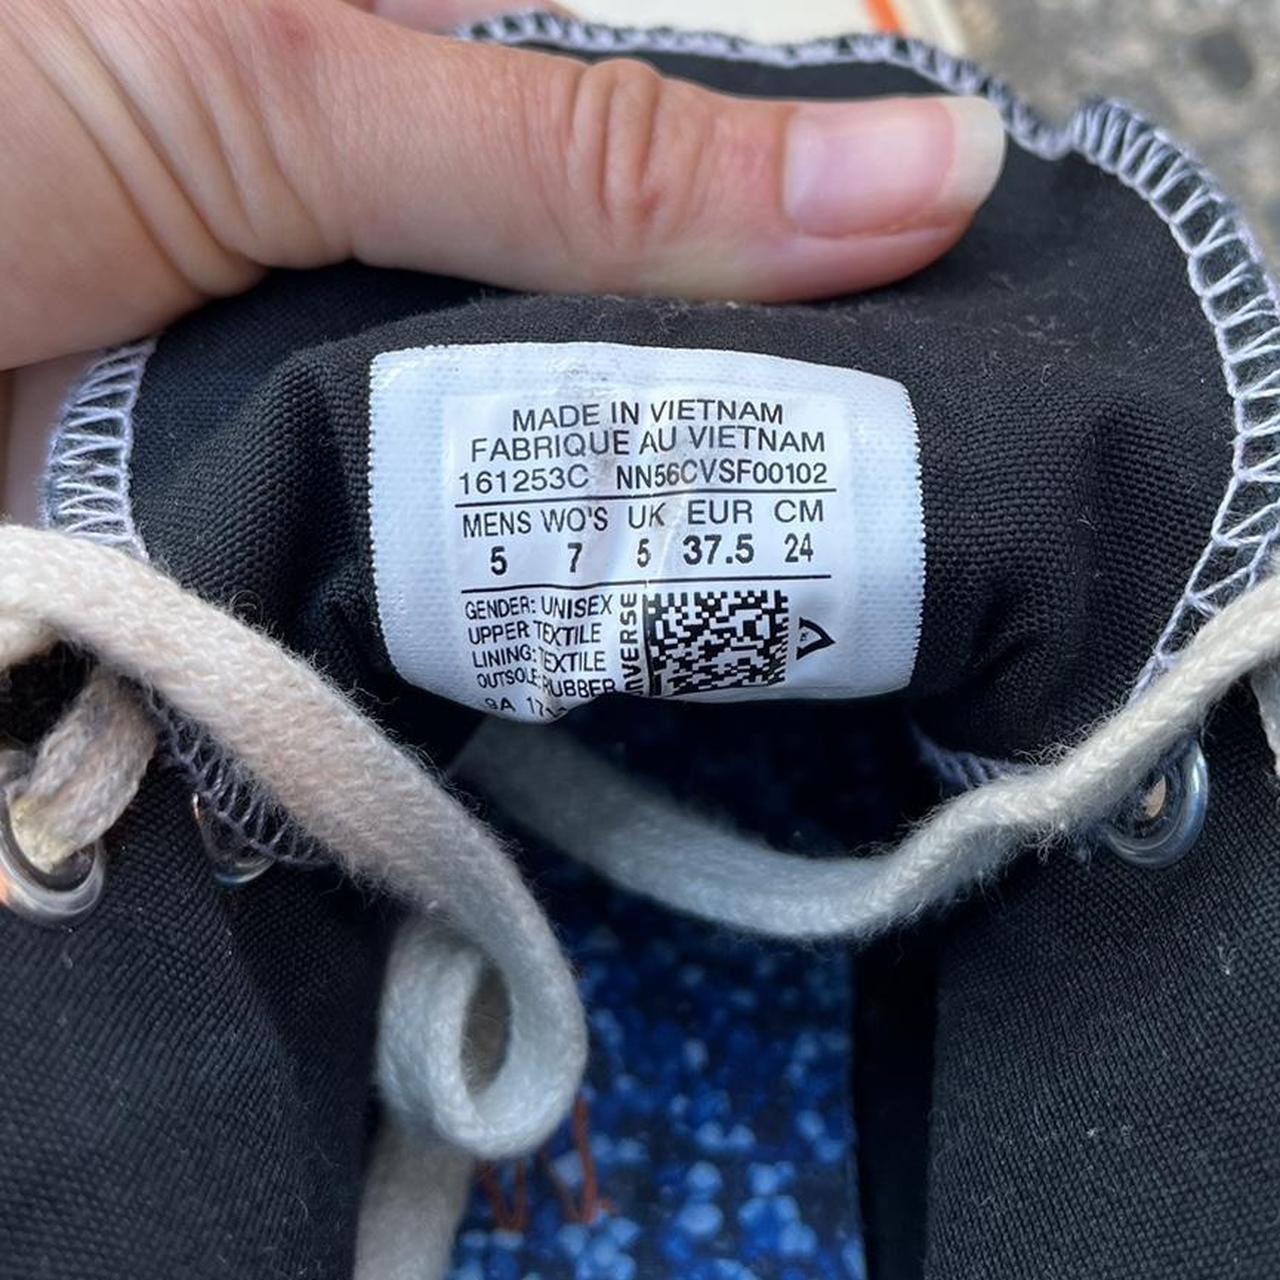 MADE IN VIETNAM
FABRIQUE AU VIETNAM
161253C NN56CVSF00102
MENS WO'S UK EUR CM
5 7 5 37.5 24
GENDER: UNISEX
UPPER: TEXTILE
LINING: TEXTILE
OUTSOLE: RUBBER
NVERSE